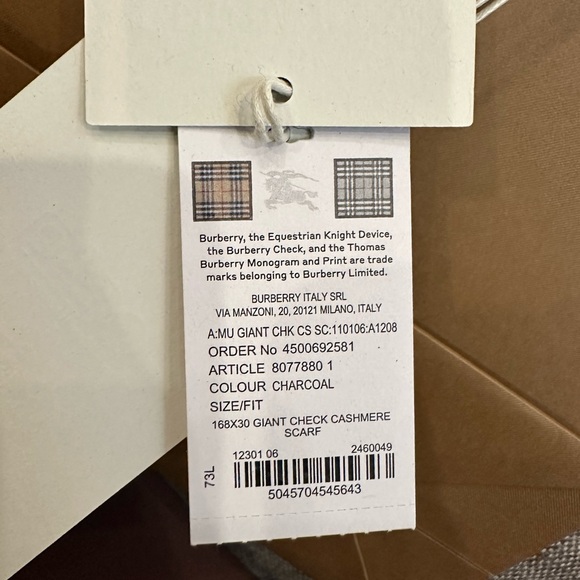 Burberry, the Equestrian Knight Device,
the Burberry Check, and the Thomas
Burberry Monogram and Print are trade
marks belonging to Burberry Limited.
BURBERRY ITALY SRL
VIA MANZONI, 20, 20121 MILANO, ITALY
A:MU GIANT CHK CS SC:110106:A1208
ORDER No 4500692581
ARTICLE 8077880 1
COLOUR CHARCOAL
SIZE/FIT
168X30 GIANT CHECK CASHMERE
SCARF
12301 06 2460049
73L
5045704545643